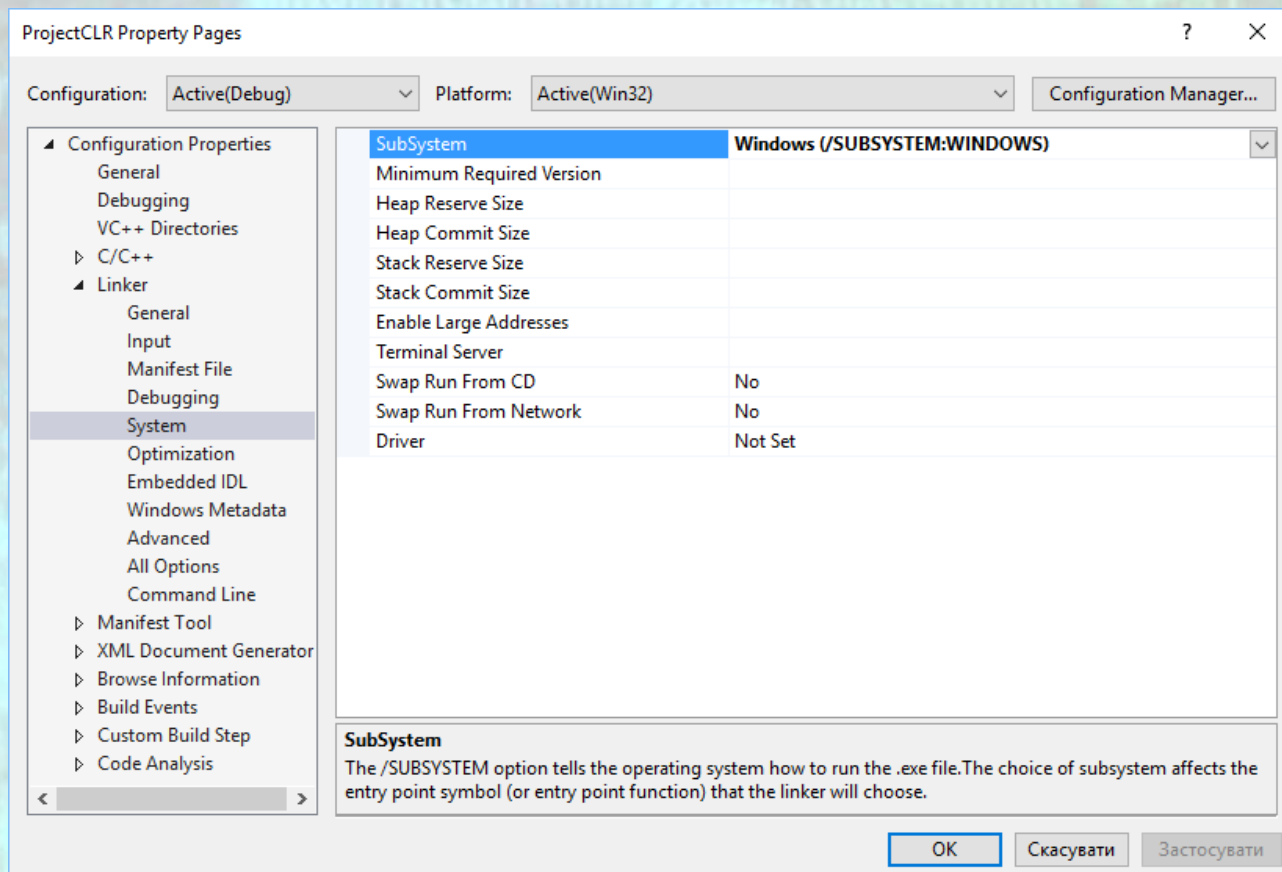 ProjectCLR Property Pages
?
Configuration: Active(Debug) Platform: Active(Win32) Configuration Manager...
Configuration Properties
General
Debugging
VC++ Directories
C/C++
Linker
General
Input
Manifest File
Debugging
System
Optimization
Embedded IDL
Windows Metadata
Advanced
All Options
Command Line
Manifest Tool
XML Document Generator
Browse Information
Build Events
Custom Build Step
Code Analysis
SubSystem Windows (/SUBSYSTEM:WINDOWS)
Minimum Required Version
Heap Reserve Size
Heap Commit Size
Stack Reserve Size
Stack Commit Size
Enable Large Addresses
Terminal Server
Swap Run From CD No
Swap Run From Network No
Driver Not Set
SubSystem
The /SUBSYSTEM option tells the operating system how to run the .exe file.The choice of subsystem affects the
entry point symbol (or entry point function) that the linker will choose.
OK Скасувати Застосувати